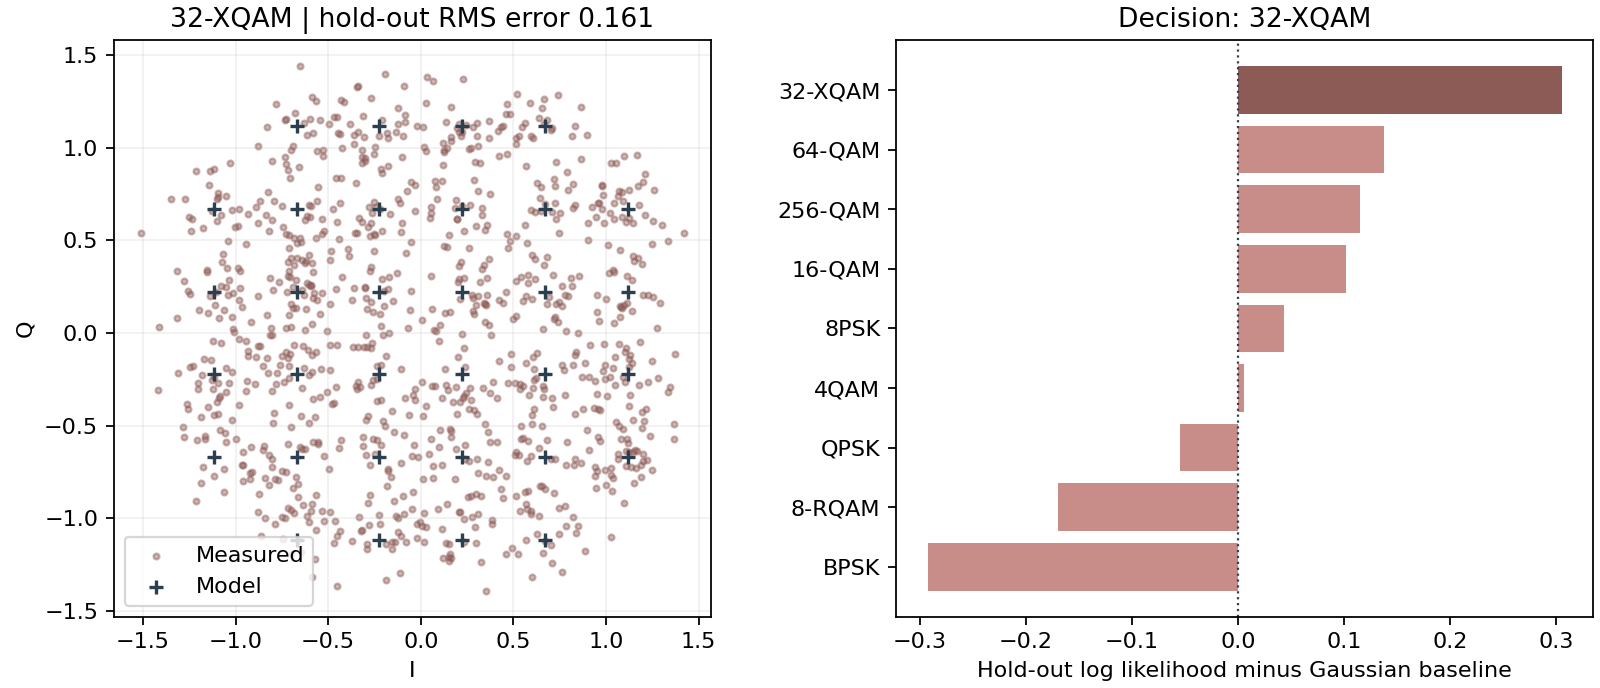 32-XQAM | hold-out RMS error 0.161
1.5
1.0
0.5
0.0
−0.5
−1.0
−1.5
Q
Measured
Model
−1.5
−1.0
−0.5
0.0
0.5
1.0
1.5
I
Decision: 32-XQAM
32-XQAM
64-QAM
256-QAM
16-QAM
8PSK
4QAM
QPSK
8-RQAM
BPSK
−0.3
−0.2
−0.1
0.0
0.1
0.2
0.3
Hold-out log likelihood minus Gaussian baseline